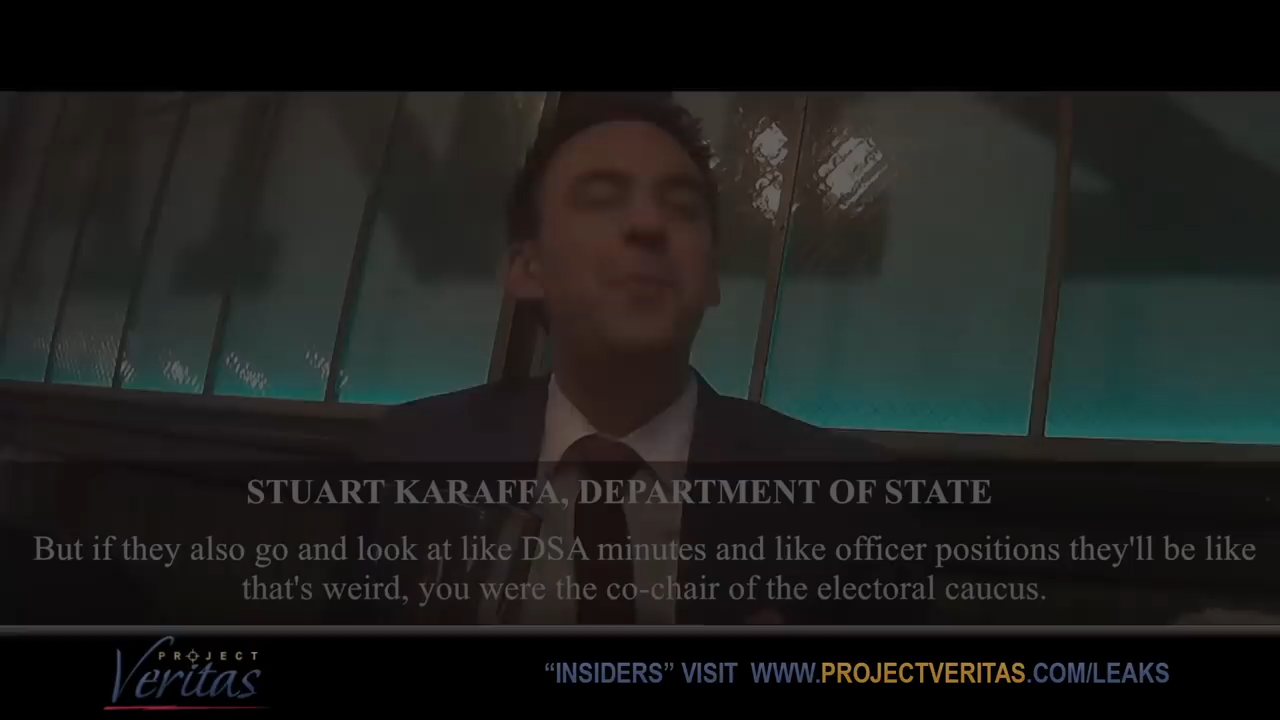 STUART KARAFFA, DEPARTMENT OF STATE
But if they also go and look at like DSA minutes and like officer positions they'll be like
that's weird, you were the co-chair of the electoral caucus.
PROJECT
Veritas
“INSIDERS” VISIT WWW.PROJECTVERITAS.COM/LEAKS